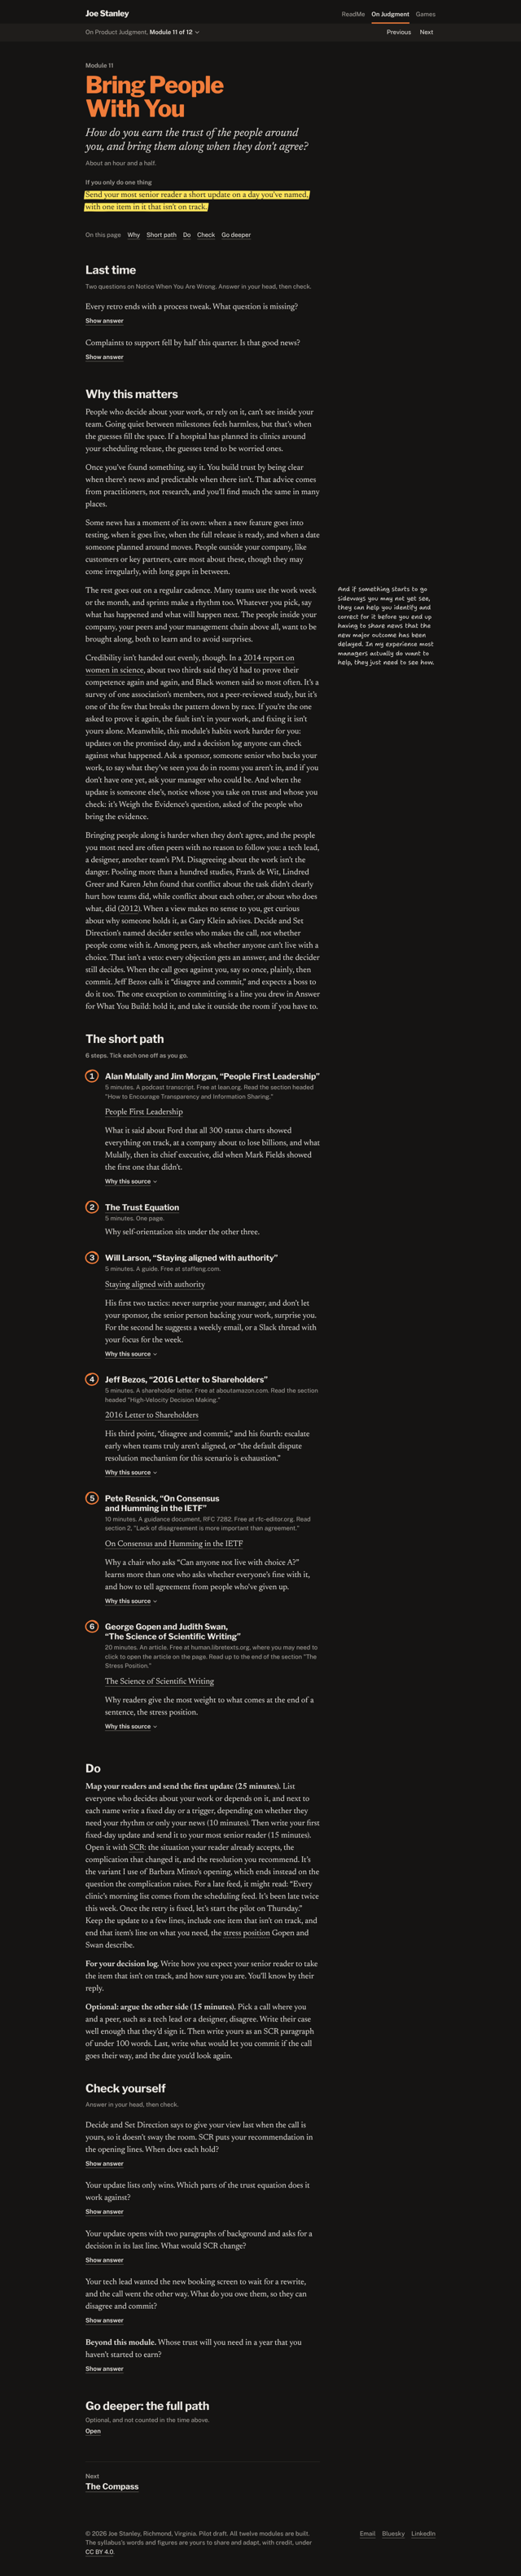 Joe Stanley
ReadMe On Judgment Games
On Product Judgment, Module 11 of 12
Previous Next
Module 11
Bring People
With You
How do you earn the trust of the people around
you, and bring them along when they don't agree?
About an hour and a half.
If you only do one thing
Send your most senior reader a short update on a day you've named,
with one item in it that isn't on track.
On this page Why Short path Do Check Go deeper
Last time
Two questions on Notice When You Are Wrong. Answer in your head, then check.
Every retro ends with a process tweak. What question is missing?
Show answer
Complaints to support fell by half this quarter. Is that good news?
Show answer
Why this matters
People who decide about your work, or rely on it, can't see inside your
team. Going quiet between milestones feels harmless, but that's when
the guesses fill the space. If a hospital has planned its clinics around
your scheduling release, the guesses tend to be worried ones.
Once you've found something, say it. You build trust by being clear
when there's news and predictable when there isn't. That advice comes
from practitioners, not research, and you'll find much the same in many
places.
Some news has a moment of its own: when a new feature goes into
testing, when it goes live, when the full release is ready, and when a date
someone planned around moves. People outside your company, like
customers or key partners, care most about these, though they may
come irregularly, with long gaps in between.
The rest goes out on a regular cadence. Many teams use the work week
or the month, and sprints make a rhythm too. Whatever you pick, say
what has happened and what will happen next. The people inside your
company, your peers and your management chain above all, want to be
brought along, both to learn and to avoid surprises.
And if something starts to go
sideways you may not yet see,
they can help you identify and
correct for it before you end up
having to share news that the
new major outcome has been
delayed. In my experience most
managers actually do want to
help, they just need to see how.
Credibility isn't handed out evenly, though. In a 2014 report on
women in science, about two thirds said they'd had to prove their
competence again and again, and Black women said so most often. It's a
survey of one association's members, not a peer-reviewed study, but it's
one of the few that breaks the pattern down by race. If you're the one
asked to prove it again, the fault isn't in your work, and fixing it isn't
yours alone. Meanwhile, this module's habits work harder for you:
updates on the promised day, and a decision log anyone can check
against what happened. Ask a sponsor, someone senior who backs your
work, to say what they've seen you do in rooms you aren't in, and if you
don't have one yet, ask your manager who could be. And when the
update is someone else's, notice whose you take on trust and whose you
check: it's Weigh the Evidence's question, asked of the people who
bring the evidence.
Bringing people along is harder when they don't agree, and the people
you most need are often peers with no reason to follow you: a tech lead,
a designer, another team's PM. Disagreeing about the work isn't the
danger. Pooling more than a hundred studies, Frank de Wit, Lindred
Greer and Karen Jehn found that conflict about the task didn't clearly
hurt how teams did, while conflict about each other, or about who does
what, did (2012). When a view makes no sense to you, get curious
about why someone holds it, as Gary Klein advises. Decide and Set
Direction's named decider settles who makes the call, not whether
people come with it. Among peers, ask whether anyone can't live with a
choice. That isn't a veto: every objection gets an answer, and the decider
still decides. When the call goes against you, say so once, plainly, then
commit. Jeff Bezos calls it "disagree and commit," and expects a boss to
do it too. The one exception to committing is a line you drew in Answer
for What You Build: hold it, and take it outside the room if you have to.
The short path
6 steps. Tick each one off as you go.
1 Alan Mulally and Jim Morgan, "People First Leadership"
5 minutes. A podcast transcript. Free at lean.org. Read the section headed
"How to Encourage Transparency and Information Sharing."
People First Leadership
What it said about Ford that all 300 status charts showed
everything on track, at a company about to lose billions, and what
Mulally, then its chief executive, did when Mark Fields showed
the first one that didn't.
Why this source
2 The Trust Equation
5 minutes. One page.
Why self-orientation sits under the other three.
3 Will Larson, "Staying aligned with authority"
5 minutes. A guide. Free at staffeng.com.
Staying aligned with authority
His first two tactics: never surprise your manager, and don't let
your sponsor, the senior person backing your work, surprise you.
For the second he suggests a weekly email, or a Slack thread with
your focus for the week.
Why this source
4 Jeff Bezos, "2016 Letter to Shareholders"
5 minutes. A shareholder letter. Free at aboutamazon.com. Read the section
headed "High-Velocity Decision Making."
2016 Letter to Shareholders
His third point, "disagree and commit," and his fourth: escalate
early when teams truly aren't aligned, or "the default dispute
resolution mechanism for this scenario is exhaustion."
Why this source
5 Pete Resnick, "On Consensus
and Humming in the IETF"
10 minutes. A guidance document, RFC 7282. Free at rfc-editor.org. Read
section 2, "Lack of disagreement is more important than agreement."
On Consensus and Humming in the IETF
Why a chair who asks "Can anyone not live with choice A?"
learns more than one who asks whether everyone's fine with it,
and how to tell agreement from people who've given up.
Why this source
6 George Gopen and Judith Swan,
"The Science of Scientific Writing"
20 minutes. An article. Free at human.libretexts.org, where you may need to
click to open the article on the page. Read up to the end of the section "The
Stress Position."
The Science of Scientific Writing
Why readers give the most weight to what comes at the end of a
sentence, the stress position.
Why this source
Do
Map your readers and send the first update (25 minutes). List
everyone who decides about your work or depends on it, and next to
each name write a fixed day or a trigger, depending on whether they
need your rhythm or only your news (10 minutes). Then write your first
fixed-day update and send it to your most senior reader (15 minutes).
Open it with SCR: the situation your reader already accepts, the
complication that changed it, and the resolution you recommend. It's
the variant I use of Barbara Minto's opening, which ends instead on the
question the complication raises. For a late feed, it might read: "Every
clinic's morning list comes from the scheduling feed. It's been late twice
this week. Once the retry is fixed, let's start the pilot on Thursday."
Keep the update to a few lines, include one item that isn't on track, and
end that item's line on what you need, the stress position Gopen and
Swan describe.
For your decision log. Write how you expect your senior reader to take
the item that isn't on track, and how sure you are. You'll know by their
reply.
Optional: argue the other side (15 minutes). Pick a call where you
and a peer, such as a tech lead or a designer, disagree. Write their case
well enough that they'd sign it. Then write yours as an SCR paragraph
of under 100 words. Last, write what would let you commit if the call
goes their way, and the date you'd look again.
Check yourself
Answer in your head, then check.
Decide and Set Direction says to give your view last when the call is
yours, so it doesn't sway the room. SCR puts your recommendation in
the opening lines. When does each hold?
Show answer
Your update lists only wins. Which parts of the trust equation does it
work against?
Show answer
Your update opens with two paragraphs of background and asks for a
decision in its last line. What would SCR change?
Show answer
Your tech lead wanted the new booking screen to wait for a rewrite,
and the call went the other way. What do you owe them, so they can
disagree and commit?
Show answer
Beyond this module. Whose trust will you need in a year that you
haven't started to earn?
Show answer
Go deeper: the full path
Optional, and not counted in the time above.
Open
Next
The Compass
© 2026 Joe Stanley, Richmond, Virginia. Pilot draft. All twelve modules are built.
The syllabus's words and figures are yours to share and adapt, with credit, under
CC BY 4.0.
Email Bluesky LinkedIn